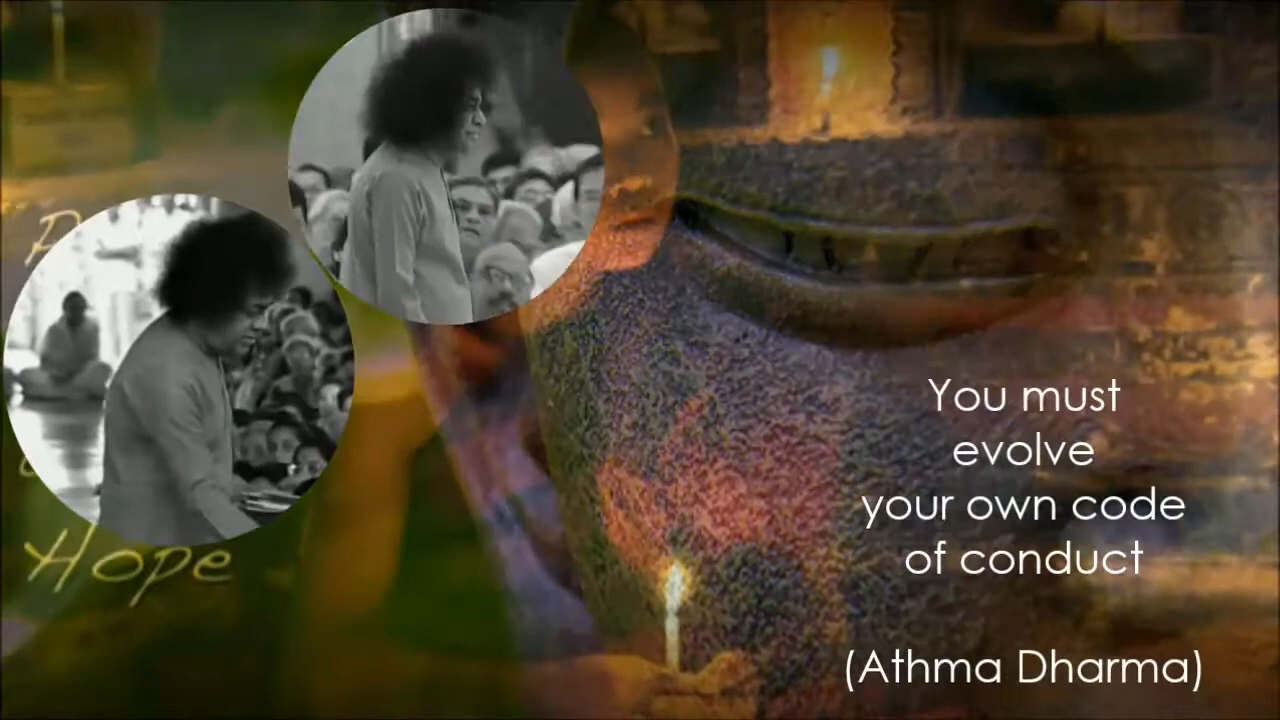 Hope
You must
evolve
your own code
of conduct
(Athma Dharma)